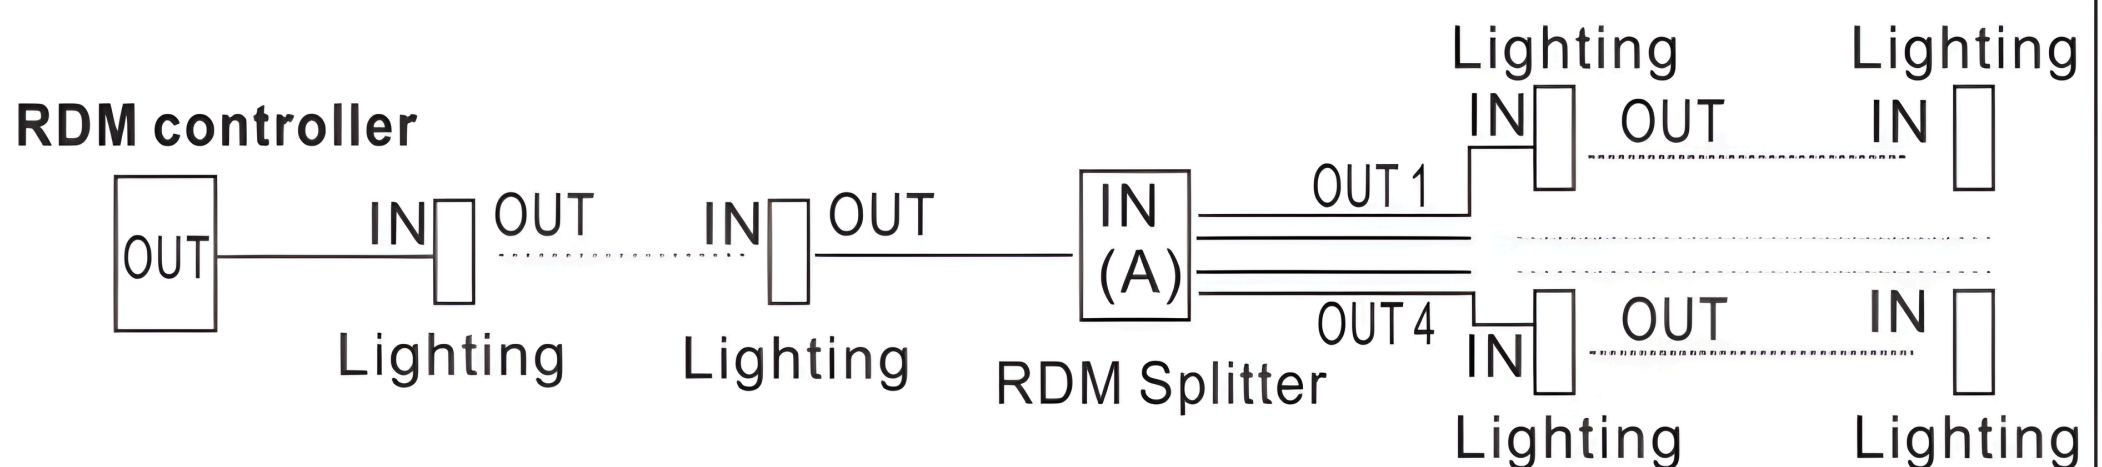 Lighting
Lighting
IN
OUT
IN
RDM controller
OUT 1
IN
OUT
IN
OUT
IN
(A)
OUT
OUT 4
IN
OUT
IN
Lighting
Lighting
RDM Splitter
Lighting
Lighting